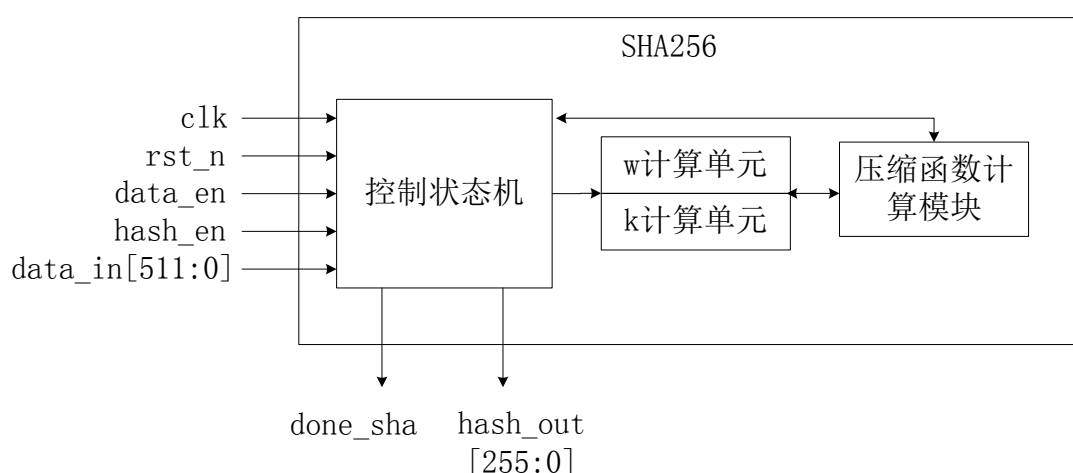 SHA256
clk
rst_n
data_en
hash_en
data_in[511:0]
控制状态机
w计算单元
k计算单元
压缩函数计
算模块
done_sha
hash_out
[255:0]